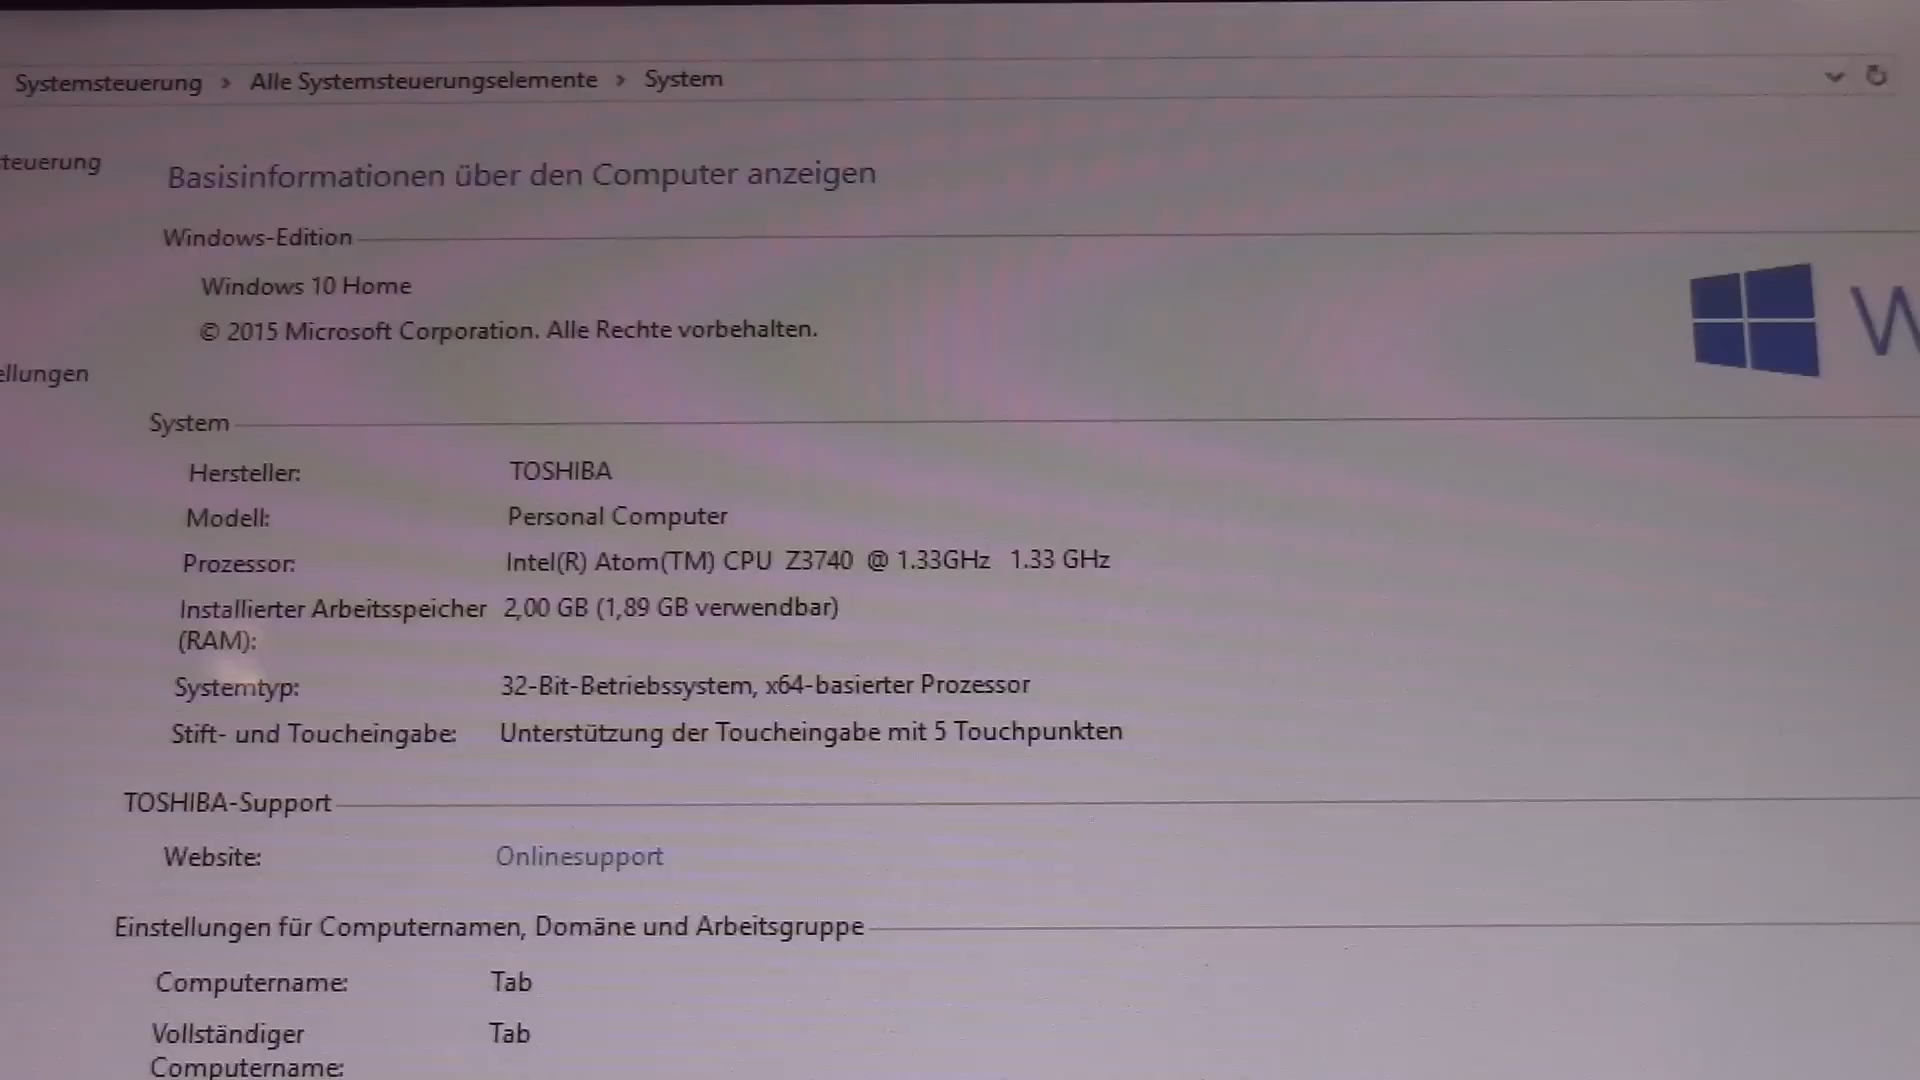 Systemsteuerung > Alle Systemsteuerungselemente > System
teuerung
Basisinformationen über den Computer anzeigen
Windows-Edition
Windows 10 Home
© 2015 Microsoft Corporation. Alle Rechte vorbehalten.
W
ellungen
System
Hersteller: TOSHIBA
Modell: Personal Computer
Prozessor: Intel(R) Atom(TM) CPU Z3740 @ 1.33GHz 1.33 GHz
Installierter Arbeitsspeicher 2,00 GB (1,89 GB verwendbar)
(RAM):
Systemtyp: 32-Bit-Betriebssystem, x64-basierter Prozessor
Stift- und Toucheingabe: Unterstützung der Toucheingabe mit 5 Touchpunkten
TOSHIBA-Support
Website: Onlinesupport
Einstellungen für Computernamen, Domäne und Arbeitsgruppe
Computername: Tab
Vollständiger Tab
Computername: